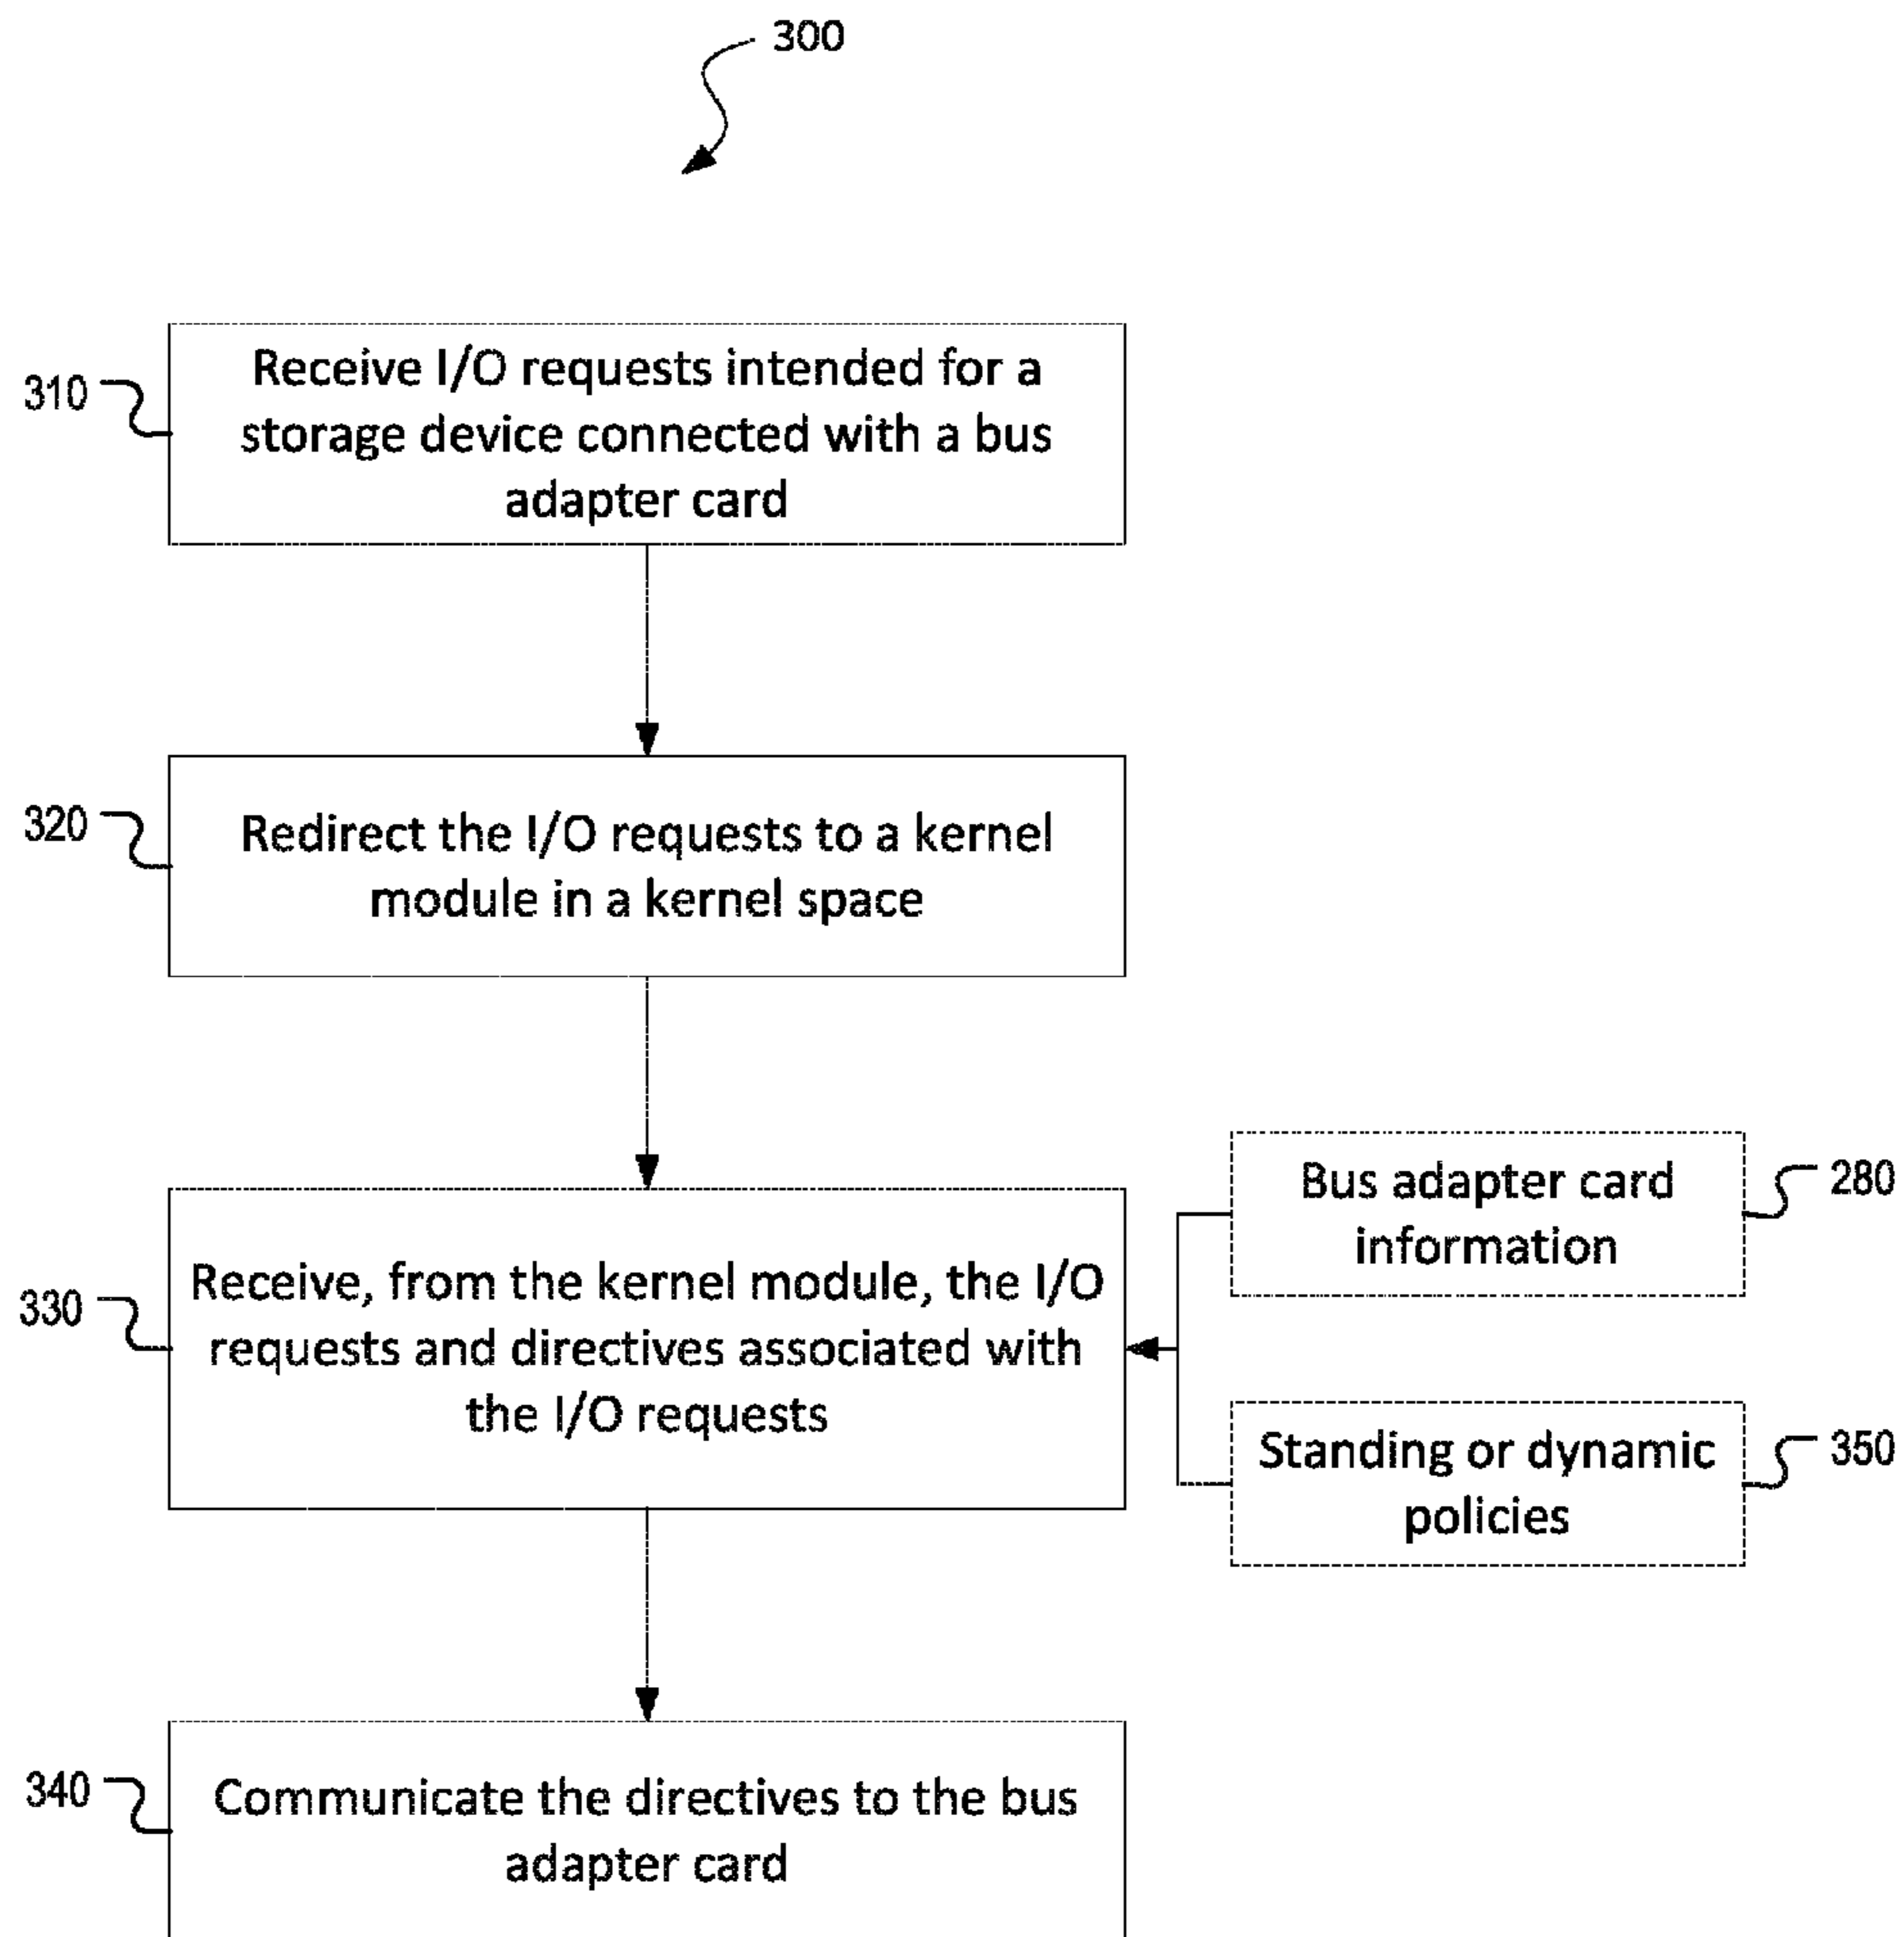 300
310
Receive I/O requests intended for a
storage device connected with a bus
adapter card
320
Redirect the I/O requests to a kernel
module in a kernel space
330
Receive, from the kernel module, the I/O
requests and directives associated with
the I/O requests
Bus adapter card
information
280
Standing or dynamic
policies
350
340
Communicate the directives to the bus
adapter card